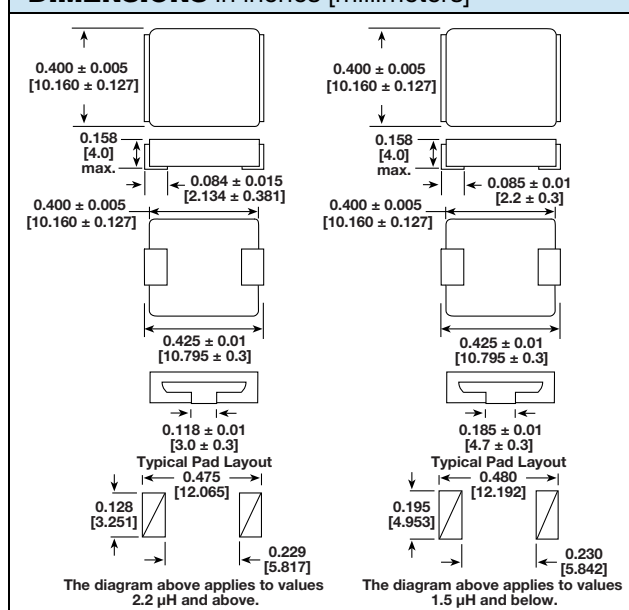 DIMENSIONS in inches [millimeters]
0.400 ± 0.005
[10.160 ± 0.127]
0.158
[4.0]
max.
0.084 ± 0.015
[2.134 ± 0.381]
0.400 ± 0.005
[10.160 ± 0.127]
0.425 ± 0.01
[10.795 ± 0.3]
0.118 ± 0.01
[3.0 ± 0.3]
Typical Pad Layout
0.475
[12.065]
0.128
[3.251]
0.229
[5.817]
The diagram above applies to values
2.2 µH and above.
0.400 ± 0.005
[10.160 ± 0.127]
0.158
[4.0]
max.
0.085 ± 0.01
[2.2 ± 0.3]
0.400 ± 0.005
[10.160 ± 0.127]
0.425 ± 0.01
[10.795 ± 0.3]
0.185 ± 0.01
[4.7 ± 0.3]
Typical Pad Layout
0.480
[12.192]
0.195
[4.953]
0.230
[5.842]
The diagram above applies to values
1.5 µH and below.